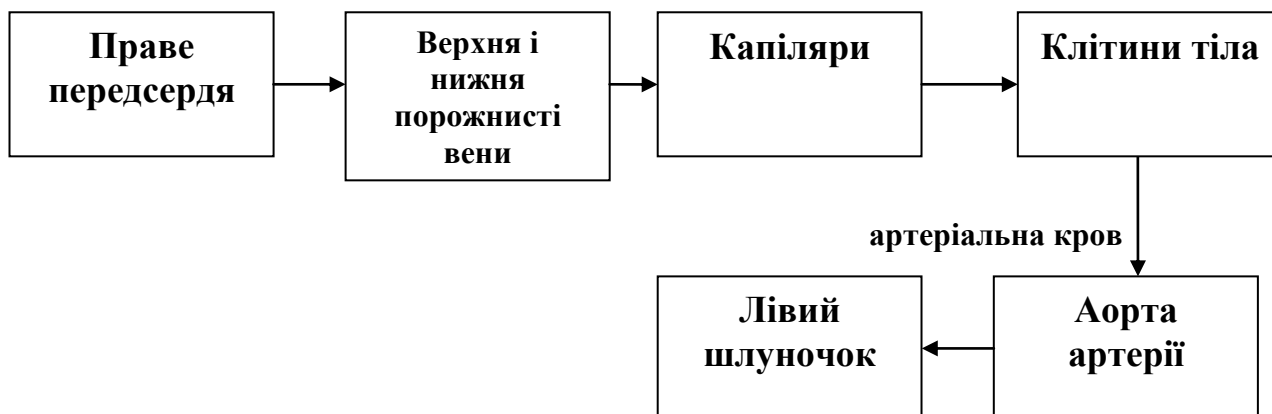 Праве
передсердя
Верхня і
нижня
порожнисті
вени
Капіляри
Клітини тіла
артеріальна кров
Лівий
шлуночок
Аорта
артерії